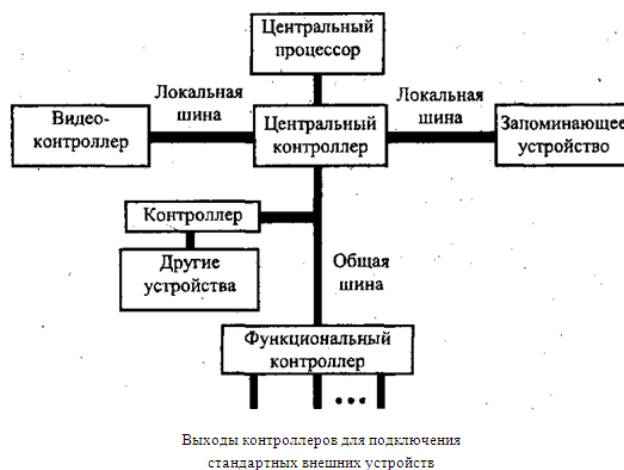 Центральный
процессор
Локальная
шина
Локальная
шина
Видео-
контроллер
Центральный
контроллер
Запоминающее
устройство
Контроллер
Другие
устройства
Общая
шина
Функциональный
контроллер
Выходы контроллеров для подключения
стандартных внешних устройств